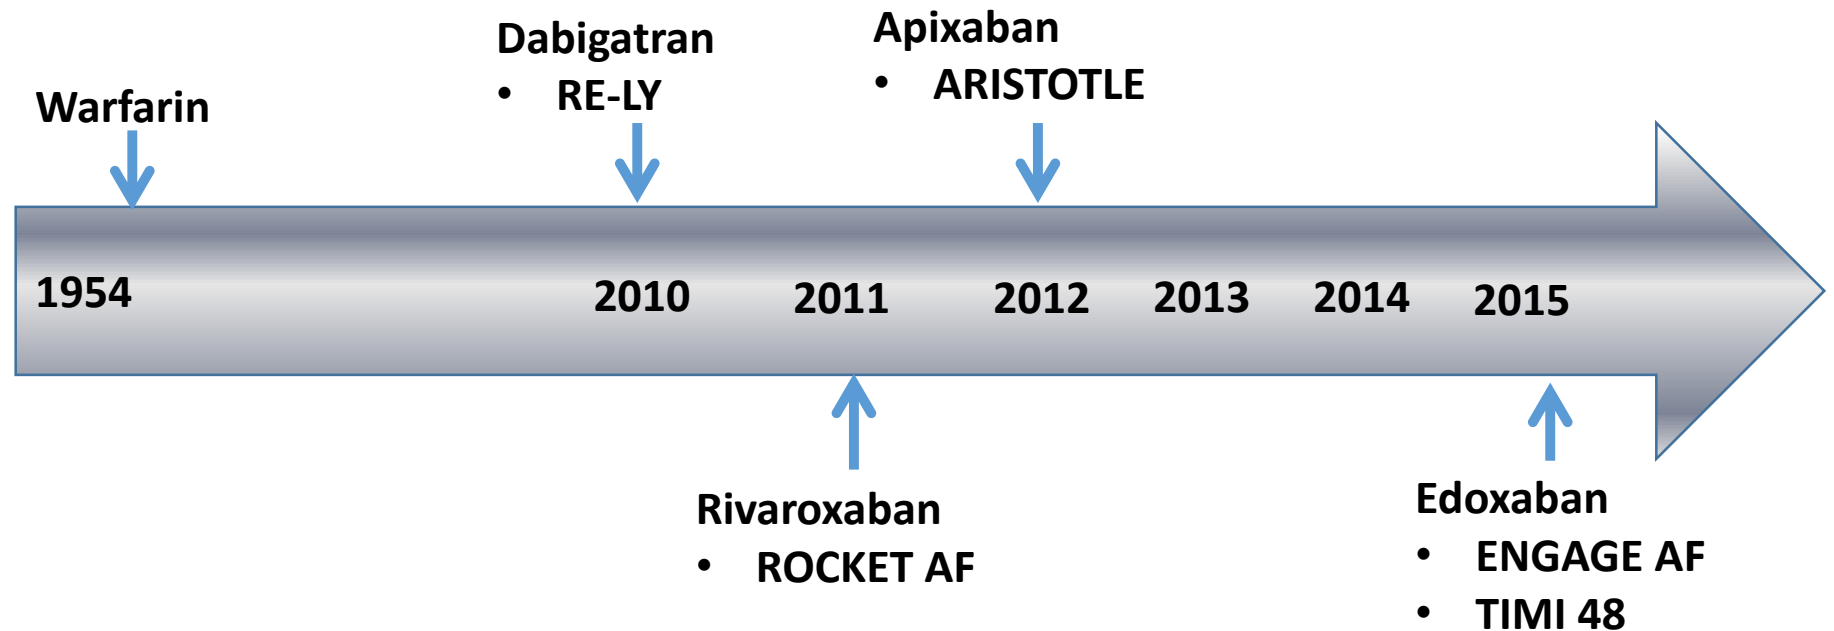 Warfarin
Dabigatran
• RE-LY
Apixaban
• ARISTOTLE
1954
2010
2011
2012
2013
2014
2015
Rivaroxaban
• ROCKET AF
Edoxaban
• ENGAGE AF
• TIMI 48